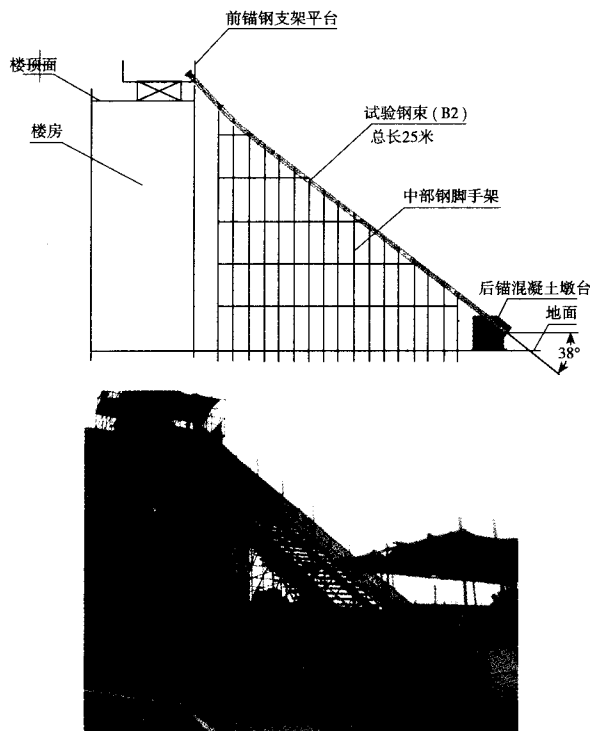 前锚钢支架平台
楼顶面
楼房
试验钢束(B2)
总长25米
中部钢脚手架
后锚混凝土墩台
地面
38°